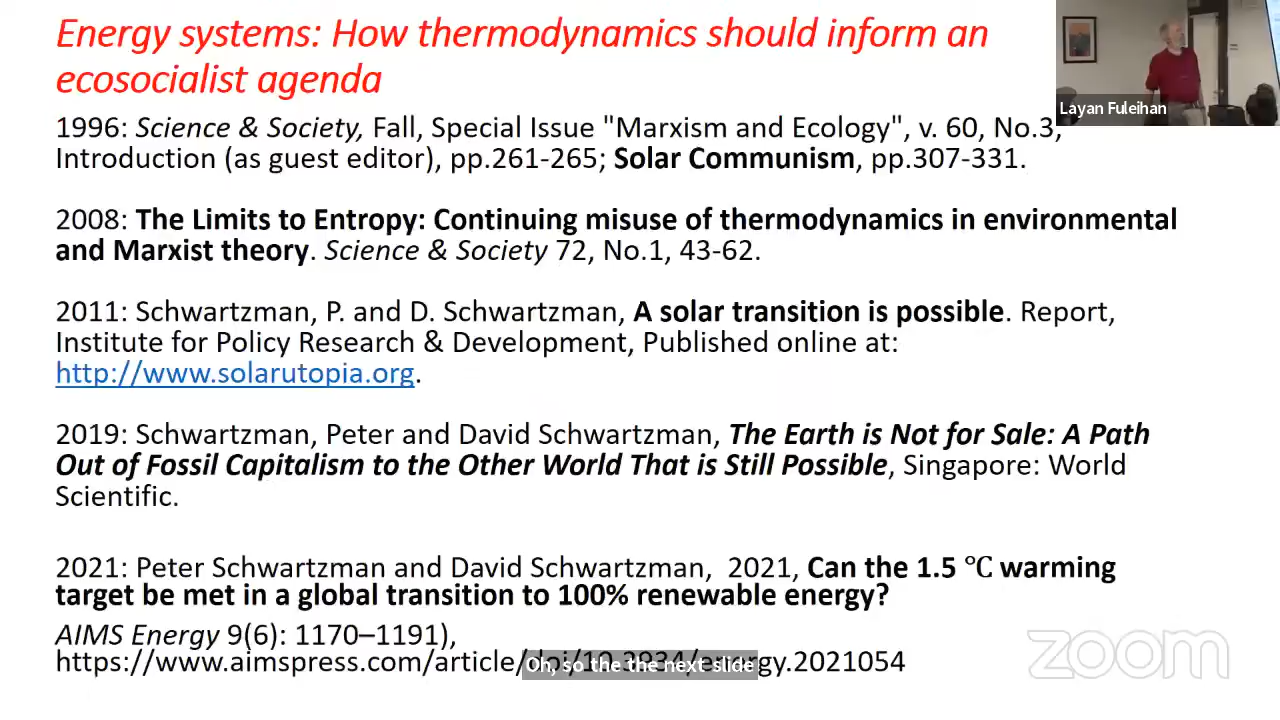 Energy systems: How thermodynamics should inform an
ecosocialist agenda
Layan Fuleihan
1996: Science & Society, Fall, Special Issue "Marxism and Ecology", v. 60, No.3,
Introduction (as guest editor), pp.261-265; Solar Communism, pp.307-331.
2008: The Limits to Entropy: Continuing misuse of thermodynamics in environmental
and Marxist theory. Science & Society 72, No.1, 43-62.
2011: Schwartzman, P. and D. Schwartzman, A solar transition is possible. Report,
Institute for Policy Research & Development, Published online at:
http://www.solarutopia.org.
2019: Schwartzman, Peter and David Schwartzman, The Earth is Not for Sale: A Path
Out of Fossil Capitalism to the Other World That is Still Possible, Singapore: World
Scientific.
2021: Peter Schwartzman and David Schwartzman, 2021, Can the 1.5 ℃ warming
target be met in a global transition to 100% renewable energy?
AIMS Energy 9(6): 1170–1191),
https://www.aimspress.com/article/doi/10.3934/energy.2021054
Oh, so the the next slide
zoom